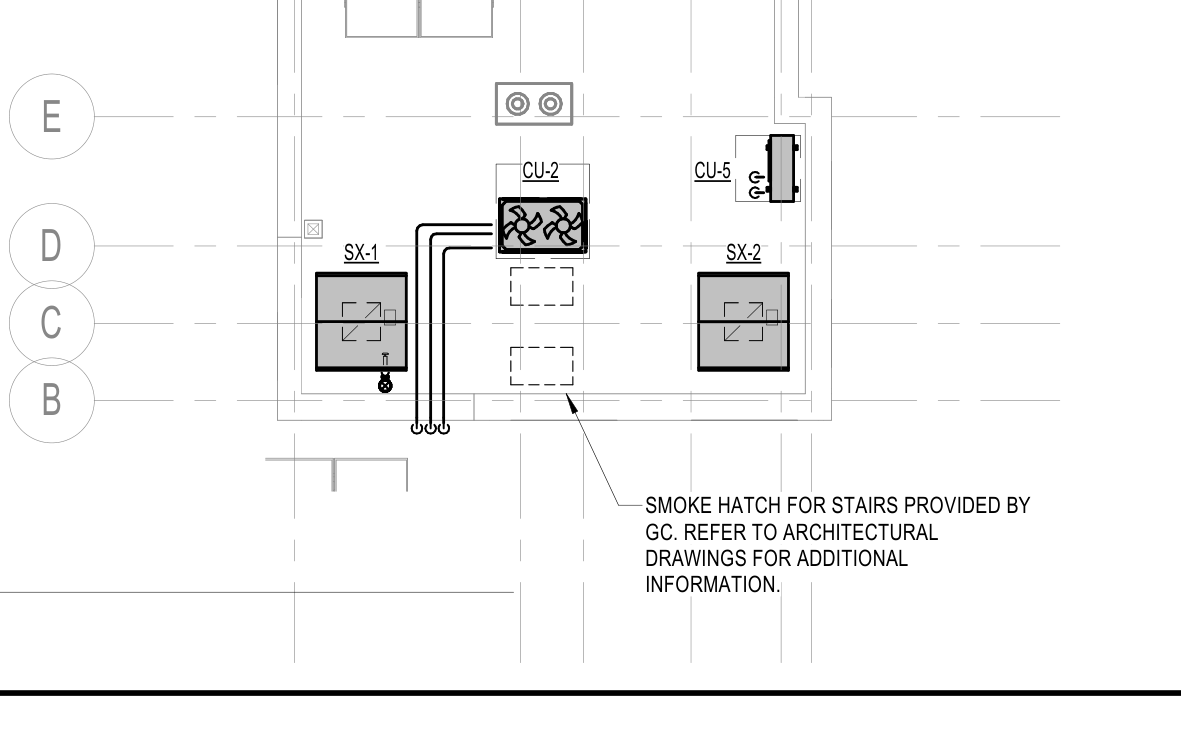 E
CU-2
CU-5
D
SX-1
SX-2
C
B
SMOKE HATCH FOR STAIRS PROVIDED BY
GC. REFER TO ARCHITECTURAL
DRAWINGS FOR ADDITIONAL
INFORMATION.